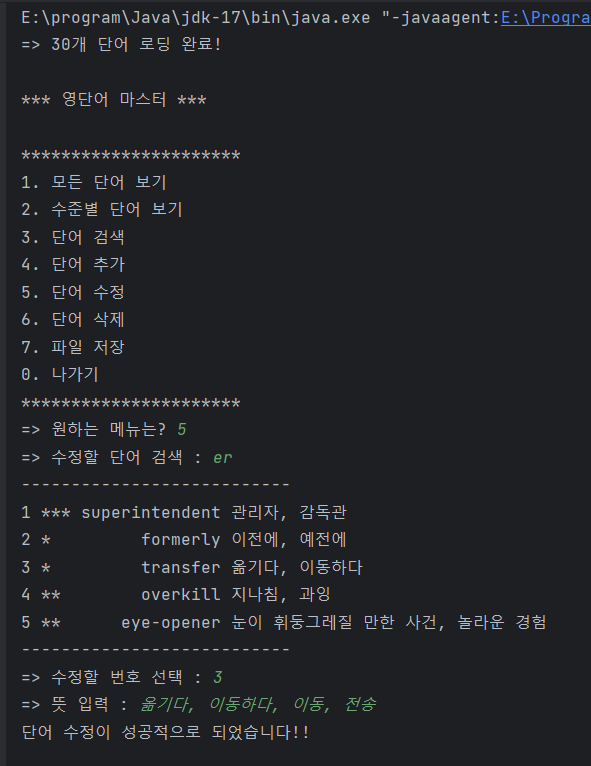 E:\program\Java\jdk-17\bin\java.exe "-javaagent:E:\Progra
=> 30개 단어 로딩 완료!
*** 영단어 마스터 ***
**********************
1. 모든 단어 보기
2. 수준별 단어 보기
3. 단어 검색
4. 단어 추가
5. 단어 수정
6. 단어 삭제
7. 파일 저장
0. 나가기
**********************
=> 원하는 메뉴는? 5
=> 수정할 단어 검색 : er
---------------------------
1 *** superintendent 관리자, 감독관
2 *         formerly 이전에, 예전에
3 *         transfer 옮기다, 이동하다
4 **        overkill 지나침, 과잉
5 **      eye-opener 눈이 휘둥그레질 만한 사건, 놀라운 경험
---------------------------
=> 수정할 번호 선택 : 3
=> 뜻 입력 : 옮기다, 이동하다, 이동, 전송
단어 수정이 성공적으로 되었습니다!!